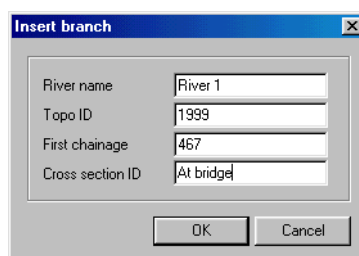 Insert branch
River name River 1
Topo ID 1999
First chainage 467
Cross section ID At bridge
OK Cancel